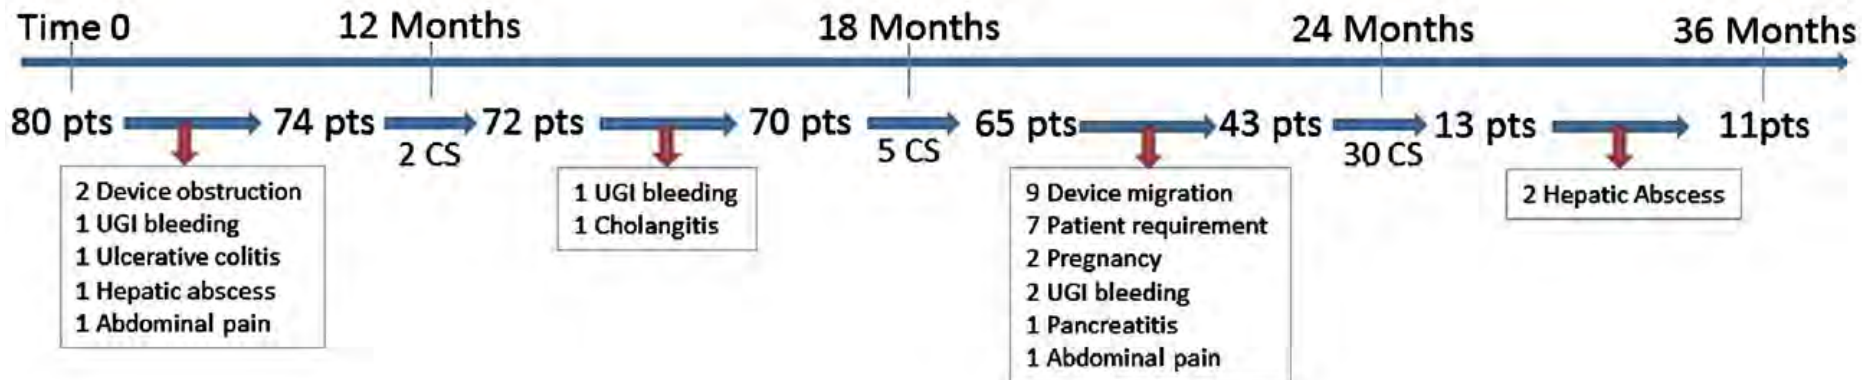 Time 0 12 Months 18 Months 24 Months 36 Months
80 pts 74 pts 72 pts 70 pts 65 pts 43 pts 13 pts 11pts
2 CS 5 CS 30 CS
2 Device obstruction
1 UGI bleeding
1 Ulcerative colitis
1 Hepatic abscess
1 Abdominal pain
1 UGI bleeding
1 Cholangitis
9 Device migration
7 Patient requirement
2 Pregnancy
2 UGI bleeding
1 Pancreatitis
1 Abdominal pain
2 Hepatic Abscess